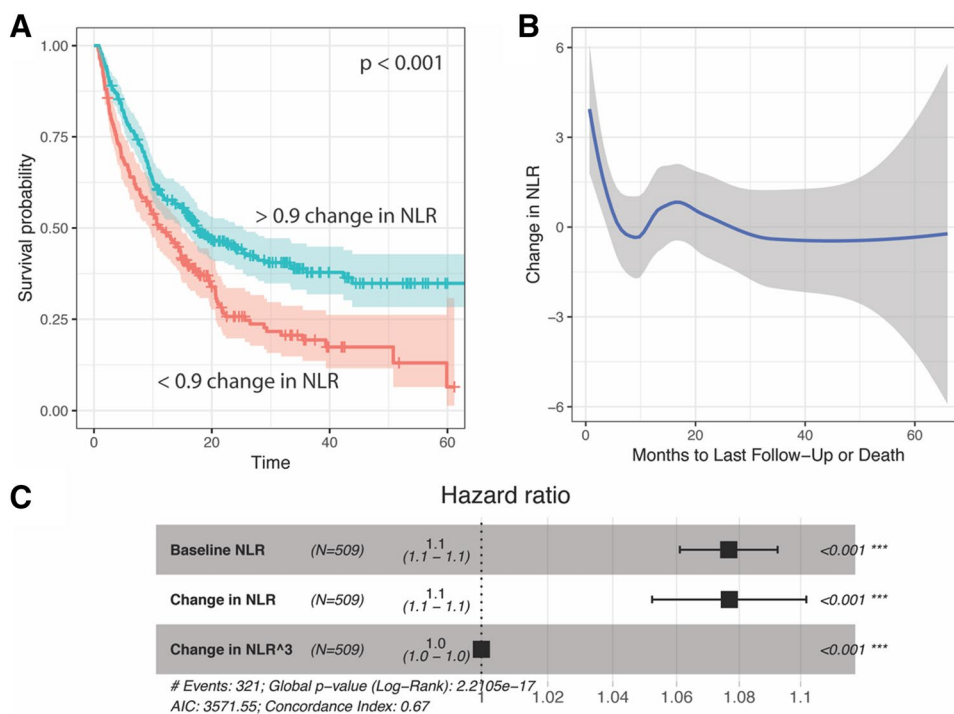 A
1.00
0.75
0.50
0.25
0.00
Survival probability
p < 0.001
> 0.9 change in NLR
< 0.9 change in NLR
0 20 40 60
Time
B
6
3
0
−3
−6
Change in NLR
0 20 40 60
Months to Last Follow−Up or Death
C
Hazard ratio
Baseline NLR (N=509) 1.1 <0.001 ***
(1.1 − 1.1)
Change in NLR (N=509) 1.1 <0.001 ***
(1.1 − 1.1)
Change in NLR^3 (N=509) 1.0 <0.001 ***
(1.0 − 1.0)
# Events: 321; Global p−value (Log−Rank): 2.2105e−17
AIC: 3571.55; Concordance Index: 0.67
1 1.02 1.04 1.06 1.08 1.1